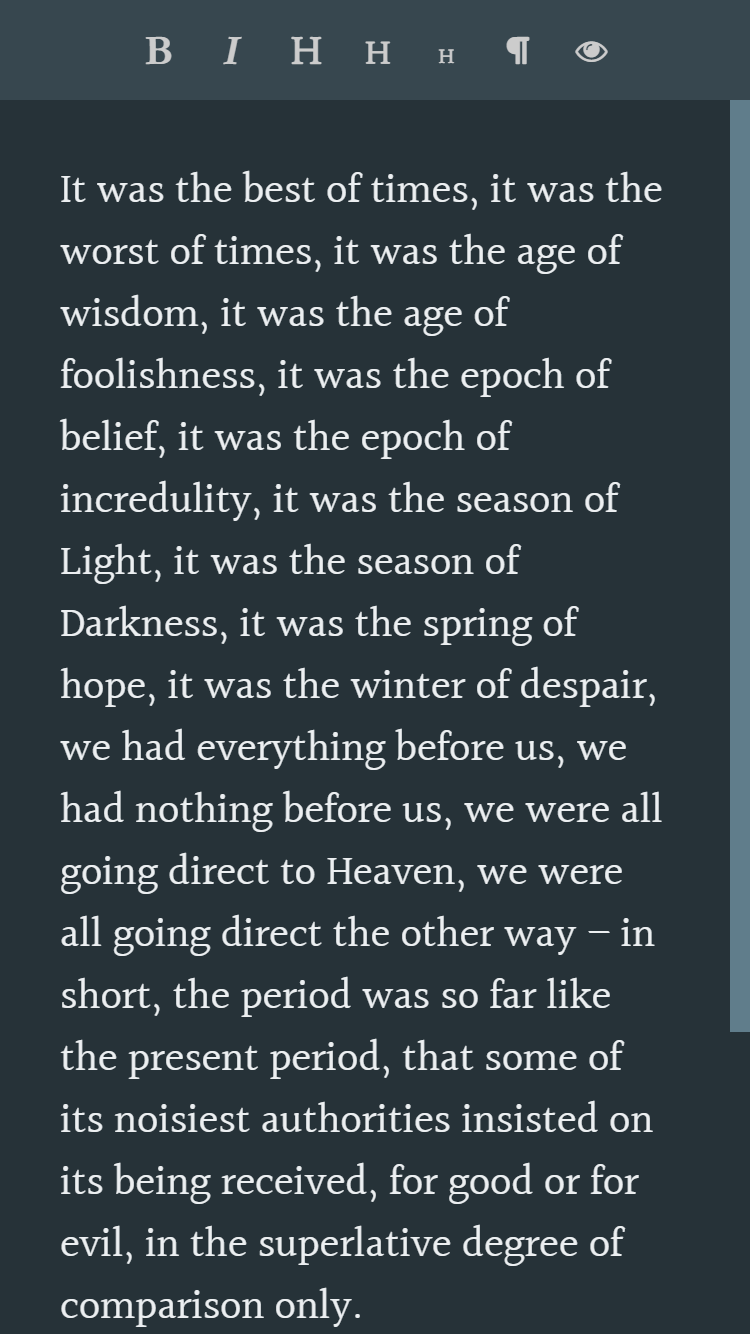 B I H H H ¶
It was the best of times, it was the
worst of times, it was the age of
wisdom, it was the age of
foolishness, it was the epoch of
belief, it was the epoch of
incredulity, it was the season of
Light, it was the season of
Darkness, it was the spring of
hope, it was the winter of despair,
we had everything before us, we
had nothing before us, we were all
going direct to Heaven, we were
all going direct the other way – in
short, the period was so far like
the present period, that some of
its noisiest authorities insisted on
its being received, for good or for
evil, in the superlative degree of
comparison only.